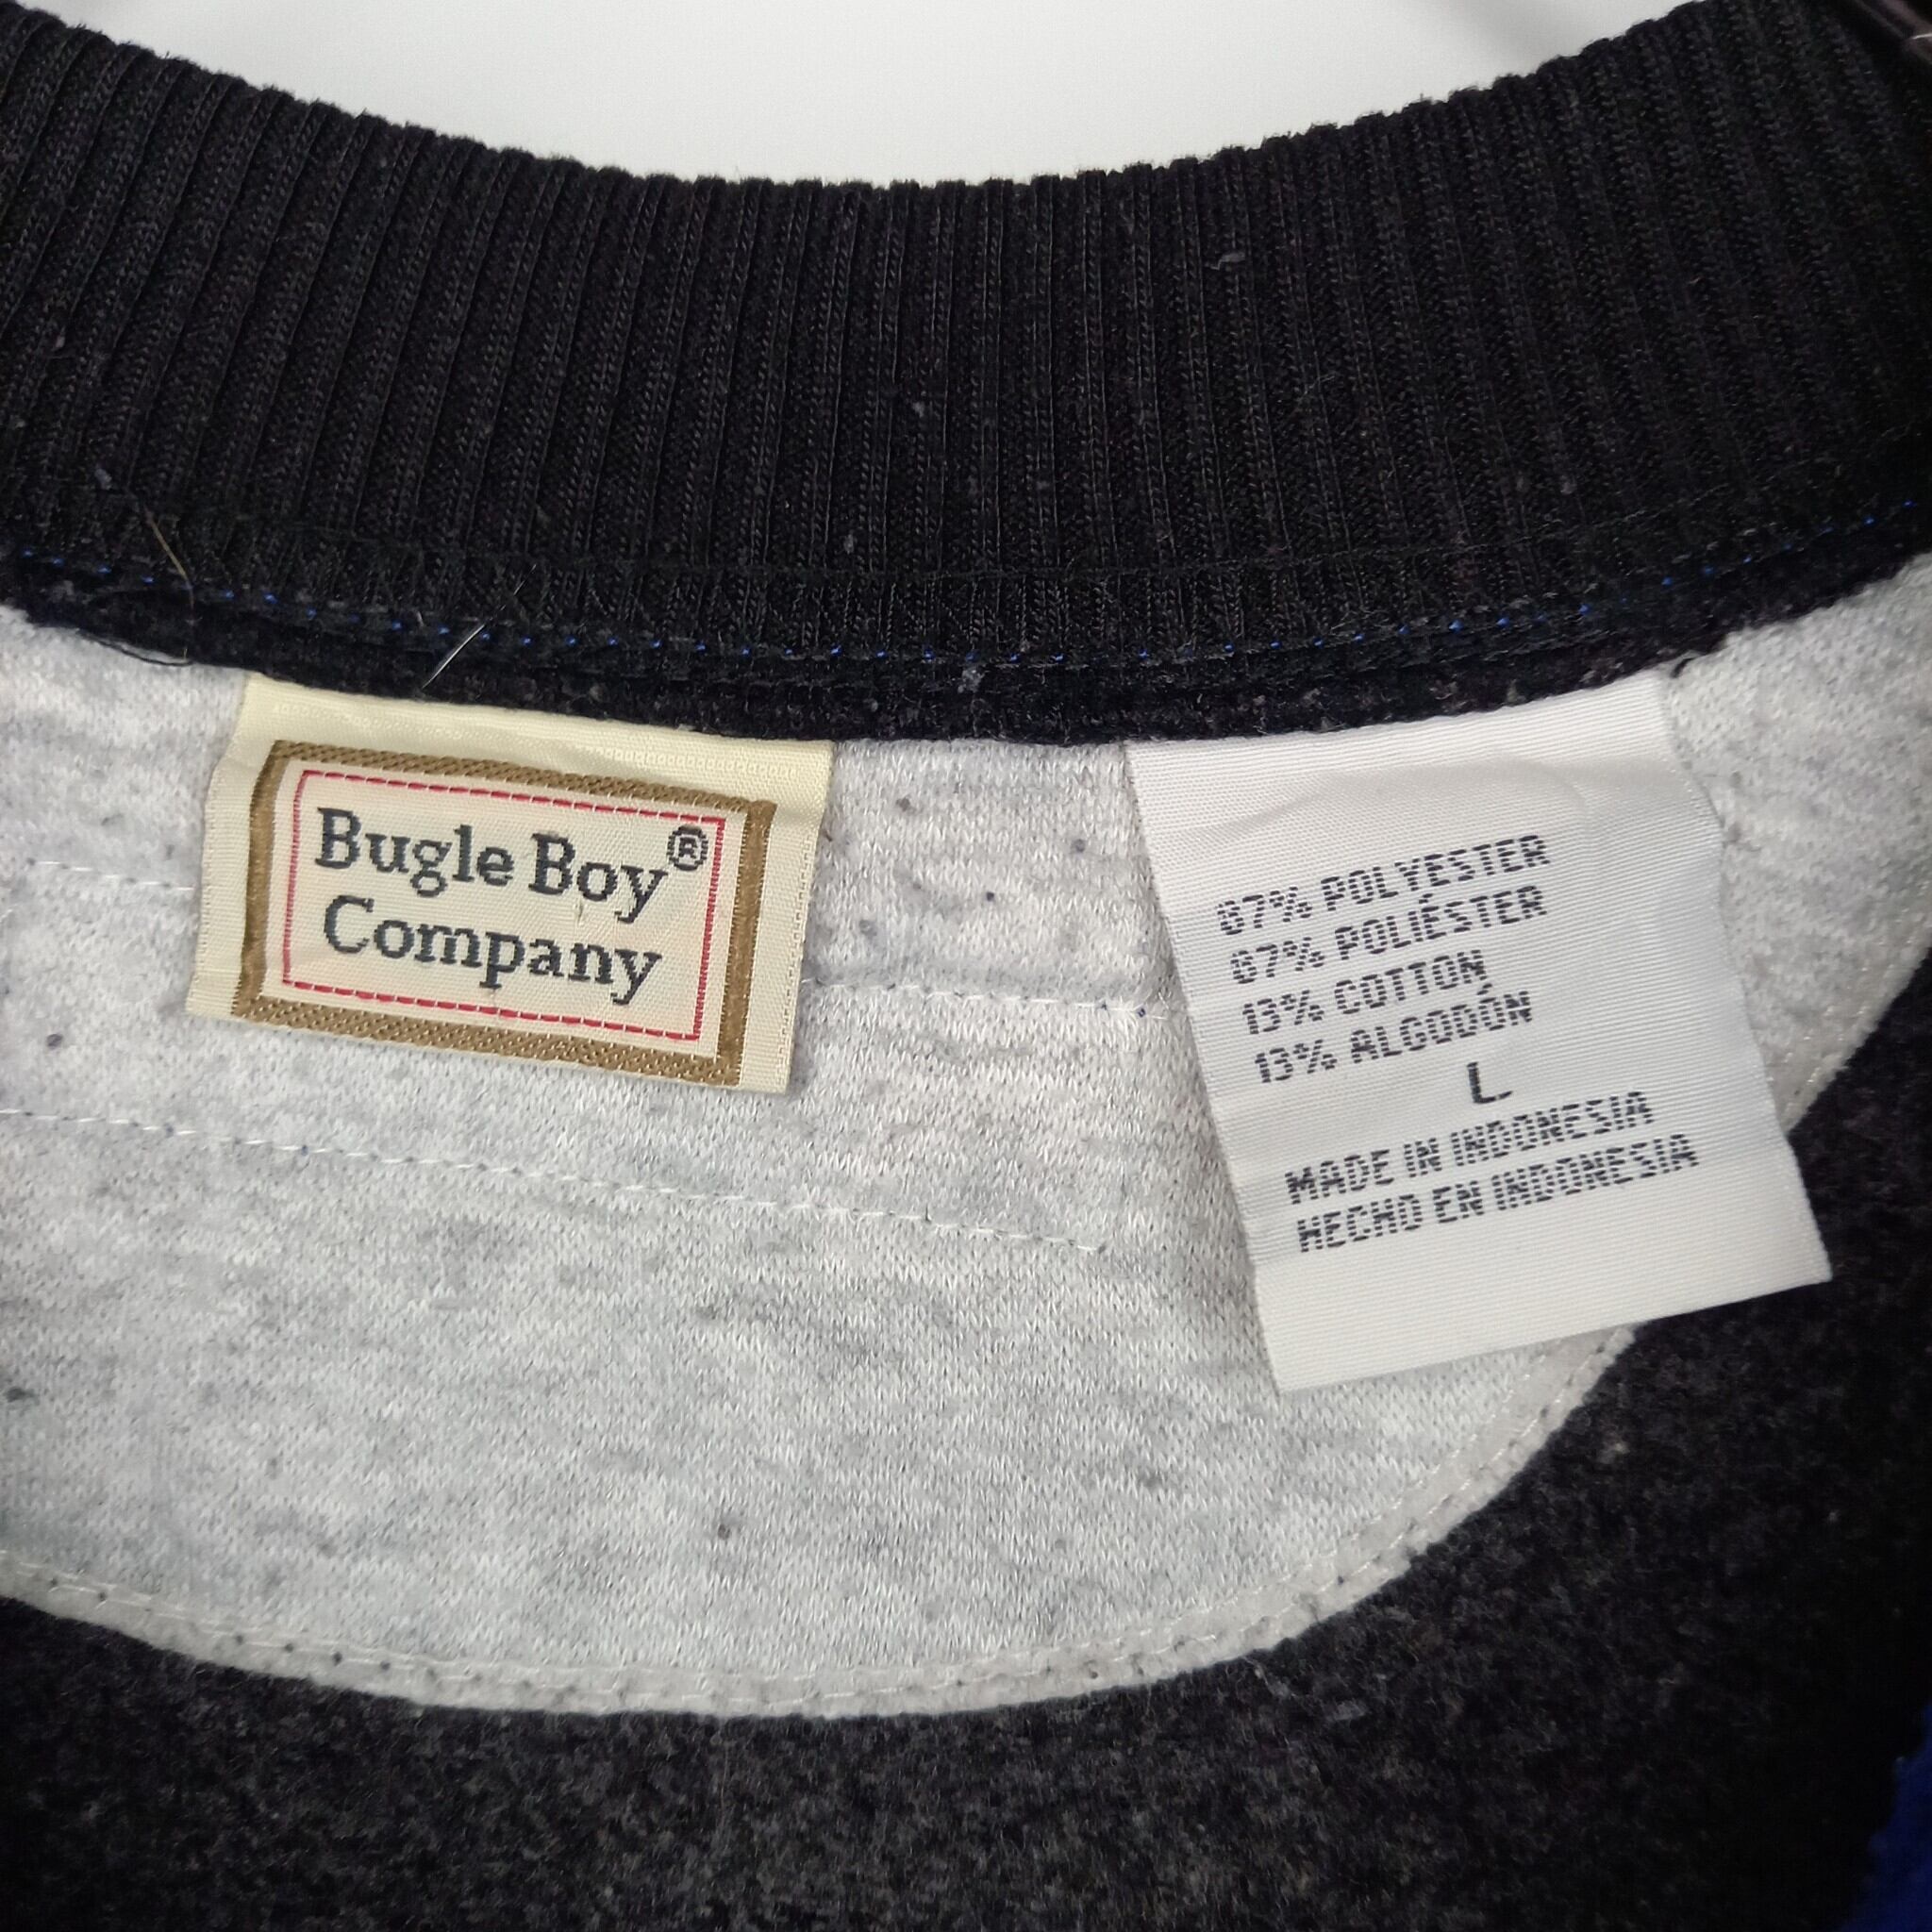 Bugle Boy®
Company
87% POLYESTER
87% POLIÉSTER
13% COTTON
13% ALGODÓN
L
MADE IN INDONESIA
HECHO EN INDONESIA